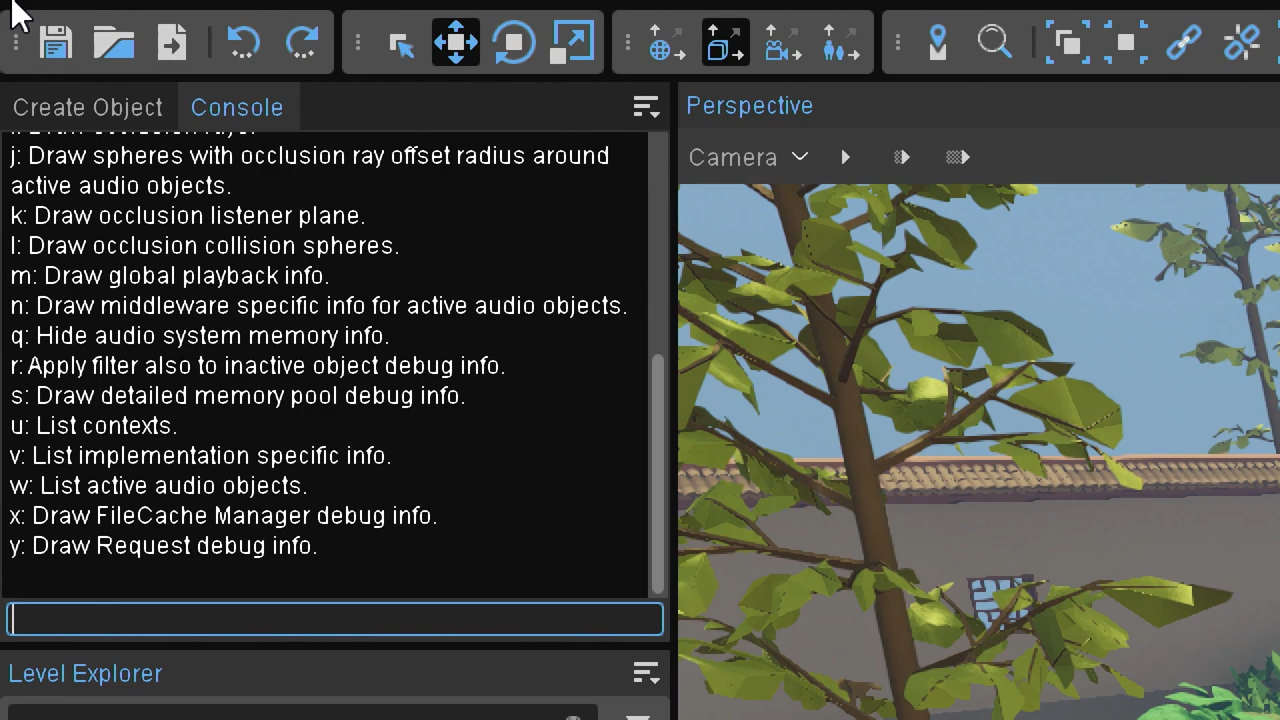 Create Object
Console
Perspective
Camera
j: Draw spheres with occlusion ray offset radius around
active audio objects.
k: Draw occlusion listener plane.
l: Draw occlusion collision spheres.
m: Draw global playback info.
n: Draw middleware specific info for active audio objects.
q: Hide audio system memory info.
r: Apply filter also to inactive object debug info.
s: Draw detailed memory pool debug info.
u: List contexts.
v: List implementation specific info.
w: List active audio objects.
x: Draw FileCache Manager debug info.
y: Draw Request debug info.
Level Explorer